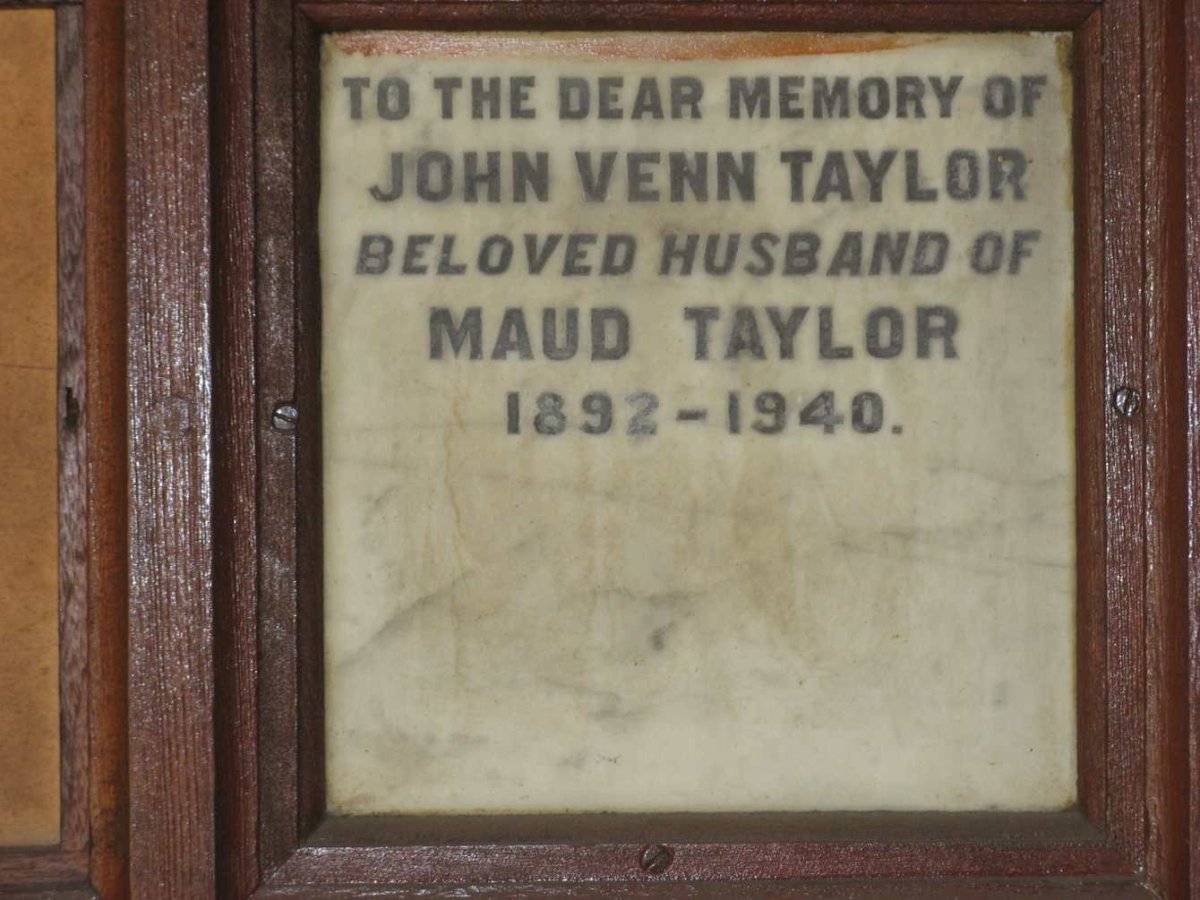 TO THE DEAR MEMORY OF
JOHN VENN TAYLOR
BELOVED HUSBAND OF
MAUD TAYLOR
1892-1940.